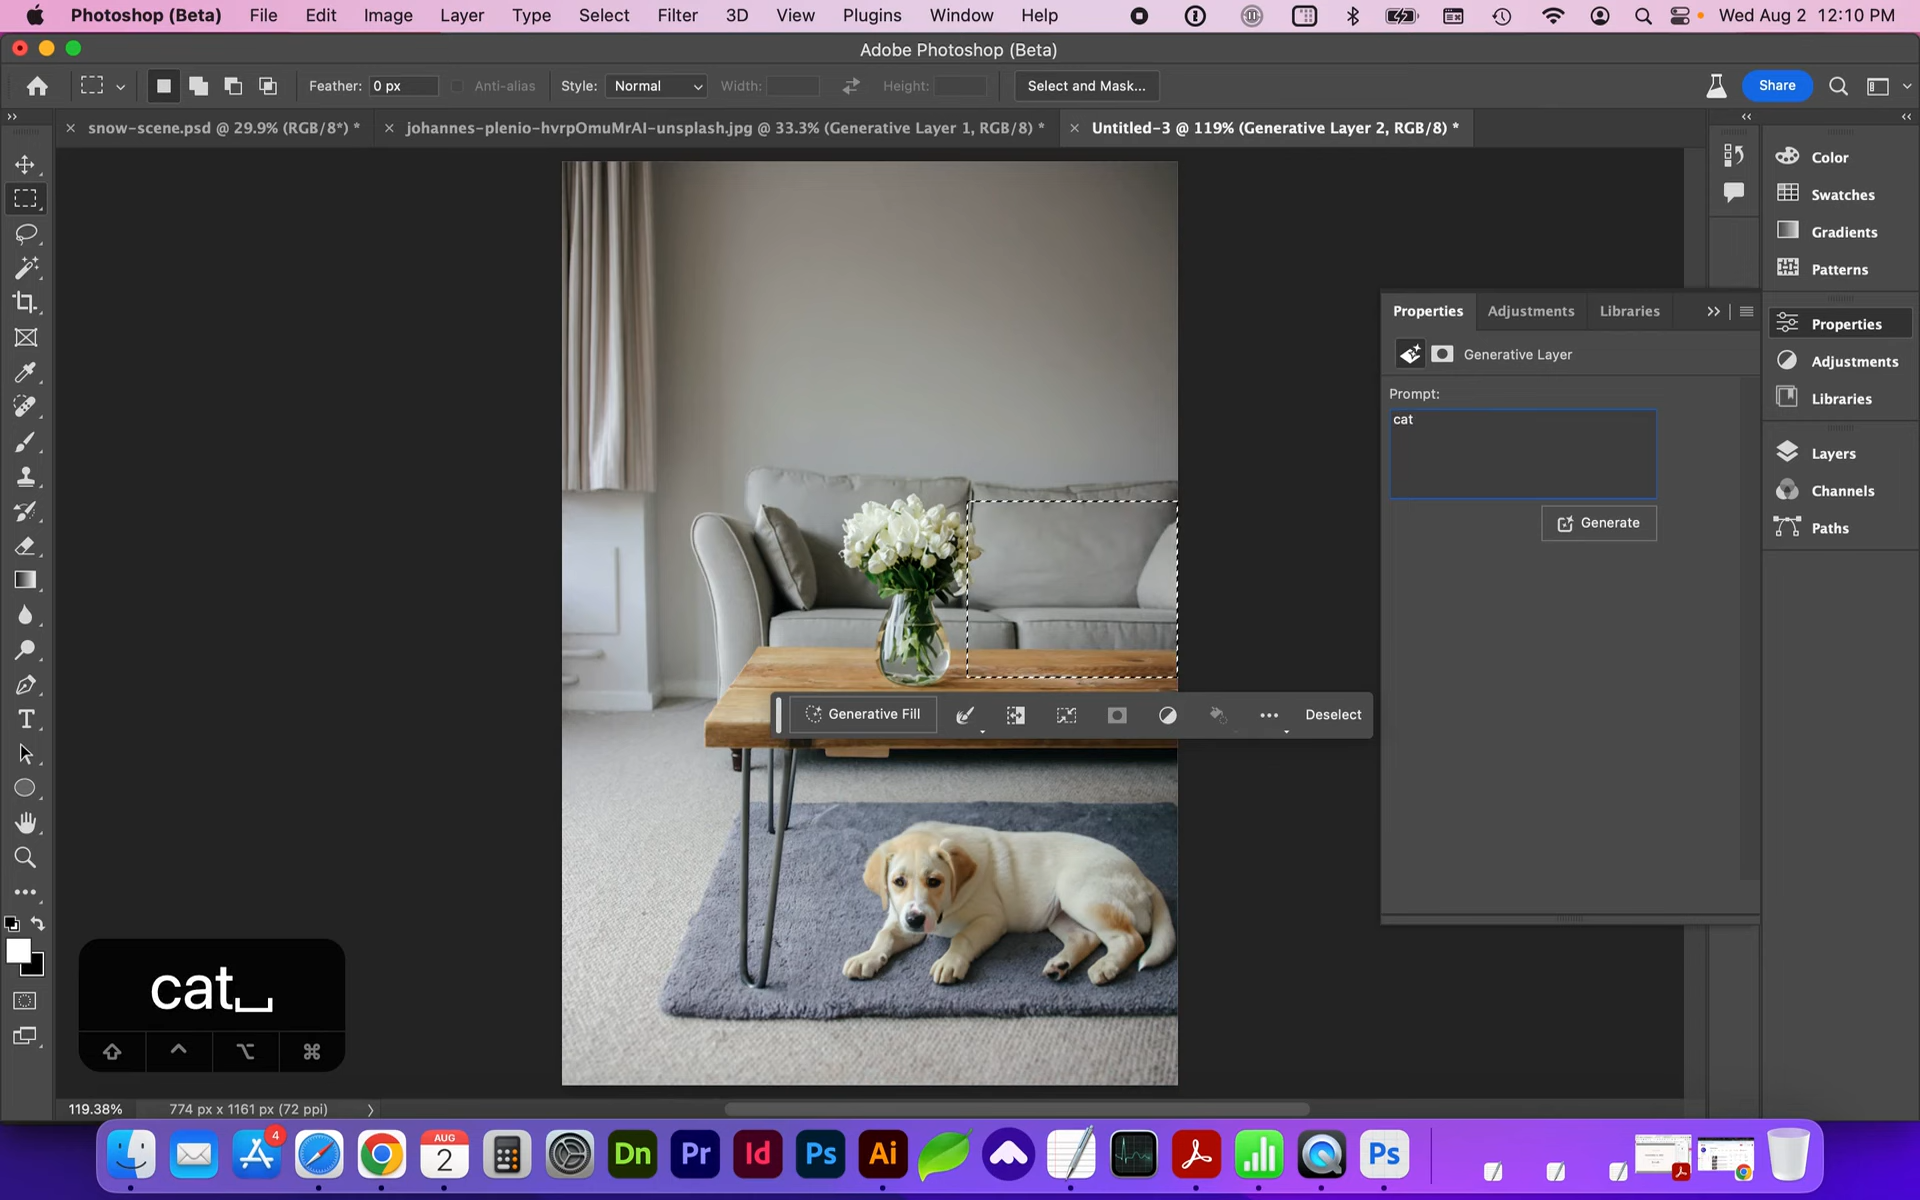 Photoshop (Beta) File Edit Image Layer Type Select Filter 3D View Plugins Window Help Wed Aug 2 12:10 PM
Adobe Photoshop (Beta)
Feather: 0 px Anti-alias Style: Normal Width: Height: Select and Mask... Share
snow-scene.psd @ 29.9% (RGB/8*) * johannes-plenio-hvrpOmuMrAI-unsplash.jpg @ 33.3% (Generative Layer 1, RGB/8) * Untitled-3 @ 119% (Generative Layer 2, RGB/8) *
Color
Swatches
Gradients
Patterns
Properties Adjustments Libraries
Properties
Generative Layer
Adjustments
Prompt:
Libraries
cat
Layers
Channels
Generate
Paths
Generative Fill Deselect
cat
119.38% 774 px x 1161 px (72 ppi)
4
AUG
2
Dn Pr Id Ps Ai Ps